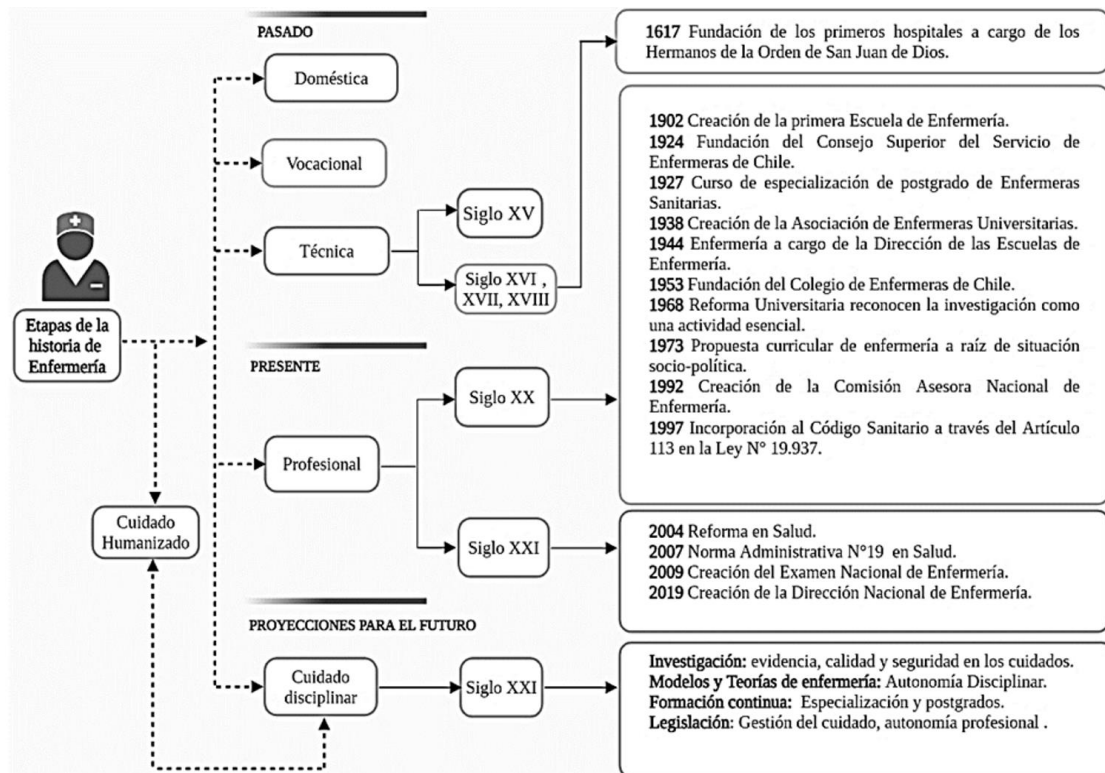 PASADO
Doméstica
Vocacional
Técnica
Siglo XV
Siglo XVI ,
XVII, XVIII
1617 Fundación de los primeros hospitales a cargo de los
Hermanos de la Orden de San Juan de Dios.
Etapas de la
historia de
Enfermería
PRESENTE
Profesional
Siglo XX
1902 Creación de la primera Escuela de Enfermería.
1924 Fundación del Consejo Superior del Servicio de
Enfermeras de Chile.
1927 Curso de especialización de postgrado de Enfermeras
Sanitarias.
1938 Creación de la Asociación de Enfermeras Universitarias.
1944 Enfermería a cargo de la Dirección de las Escuelas de
Enfermería.
1953 Fundación del Colegio de Enfermeras de Chile.
1968 Reforma Universitaria reconocen la investigación como
una actividad esencial.
1973 Propuesta curricular de enfermería a raíz de situación
socio-política.
1992 Creación de la Comisión Asesora Nacional de
Enfermería.
1997 Incorporación al Código Sanitario a través del Artículo
113 en la Ley N° 19.937.
Siglo XXI
2004 Reforma en Salud.
2007 Norma Administrativa N°19 en Salud.
2009 Creación del Examen Nacional de Enfermería.
2019 Creación de la Dirección Nacional de Enfermería.
Cuidado
Humanizado
PROYECCIONES PARA EL FUTURO
Cuidado
disciplinar
Siglo XXI
Investigación: evidencia, calidad y seguridad en los cuidados.
Modelos y Teorías de enfermería: Autonomía Disciplinar.
Formación continua: Especialización y postgrados.
Legislación: Gestión del cuidado, autonomía profesional .